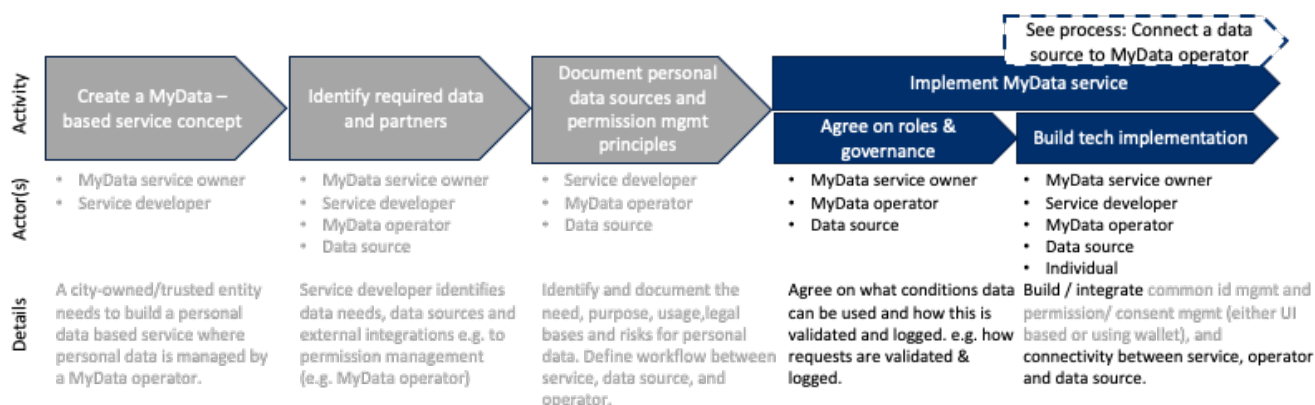 See process: Connect a data
source to MyData operator
Activity
Create a MyData –
based service concept
Identify required data
and partners
Document personal
data sources and
permission mgmt
principles
Implement MyData service
Agree on roles &
governance
Build tech implementation
Actor(s)
• MyData service owner
• Service developer
• MyData service owner
• Service developer
• MyData operator
• Data source
• Service developer
• MyData operator
• Data source
• MyData service owner
• MyData operator
• Data source
• MyData service owner
• Service developer
• MyData operator
• Data source
• Individual
Details
A city-owned/trusted entity
needs to build a personal
data based service where
personal data is managed by
a MyData operator.
Service developer identifies
data needs, data sources and
external integrations e.g. to
permission management
(e.g. MyData operator)
Identify and document the
need, purpose, usage,legal
bases and risks for personal
data. Define workflow between
service, data source, and
operator.
Agree on what conditions data
can be used and how this is
validated and logged. e.g. how
requests are validated &
logged.
Build / integrate common id mgmt and
permission/ consent mgmt (either UI
based or using wallet), and
connectivity between service, operator
and data source.